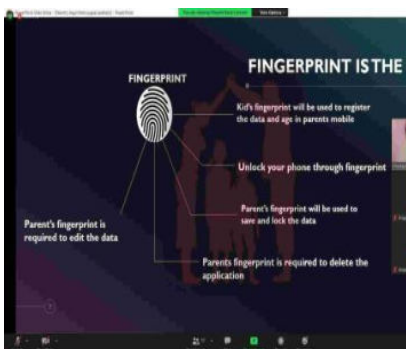 FINGERPRINT IS THE
FINGERPRINT
Kid's fingerprint will be used to register
the data and age in parents mobile
Unlock your phone through fingerprint
Parent's fingerprint will be used to
save and lock the data
Parent's fingerprint is
required to edit the data
Parents fingerprint is required to delete the
application